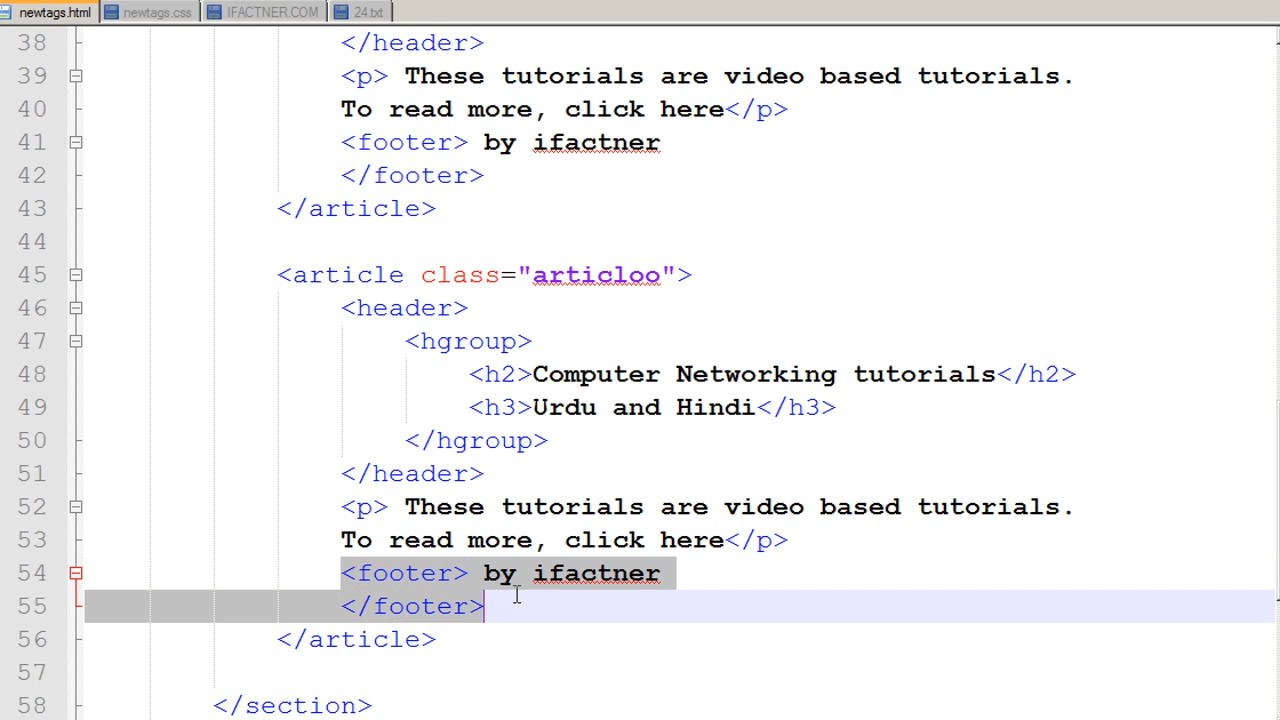 newtags.html newtags.css IFACTNER.COM 24.txt
38 </header>
39 <p> These tutorials are video based tutorials.
40 To read more, click here</p>
41 <footer> by ifactner
42 </footer>
43 </article>
44
45 <article class="articloo">
46 <header>
47 <hgroup>
48 <h2>Computer Networking tutorials</h2>
49 <h3>Urdu and Hindi</h3>
50 </hgroup>
51 </header>
52 <p> These tutorials are video based tutorials.
53 To read more, click here</p>
54 <footer> by ifactner
55 </footer>
56 </article>
57
58 </section>